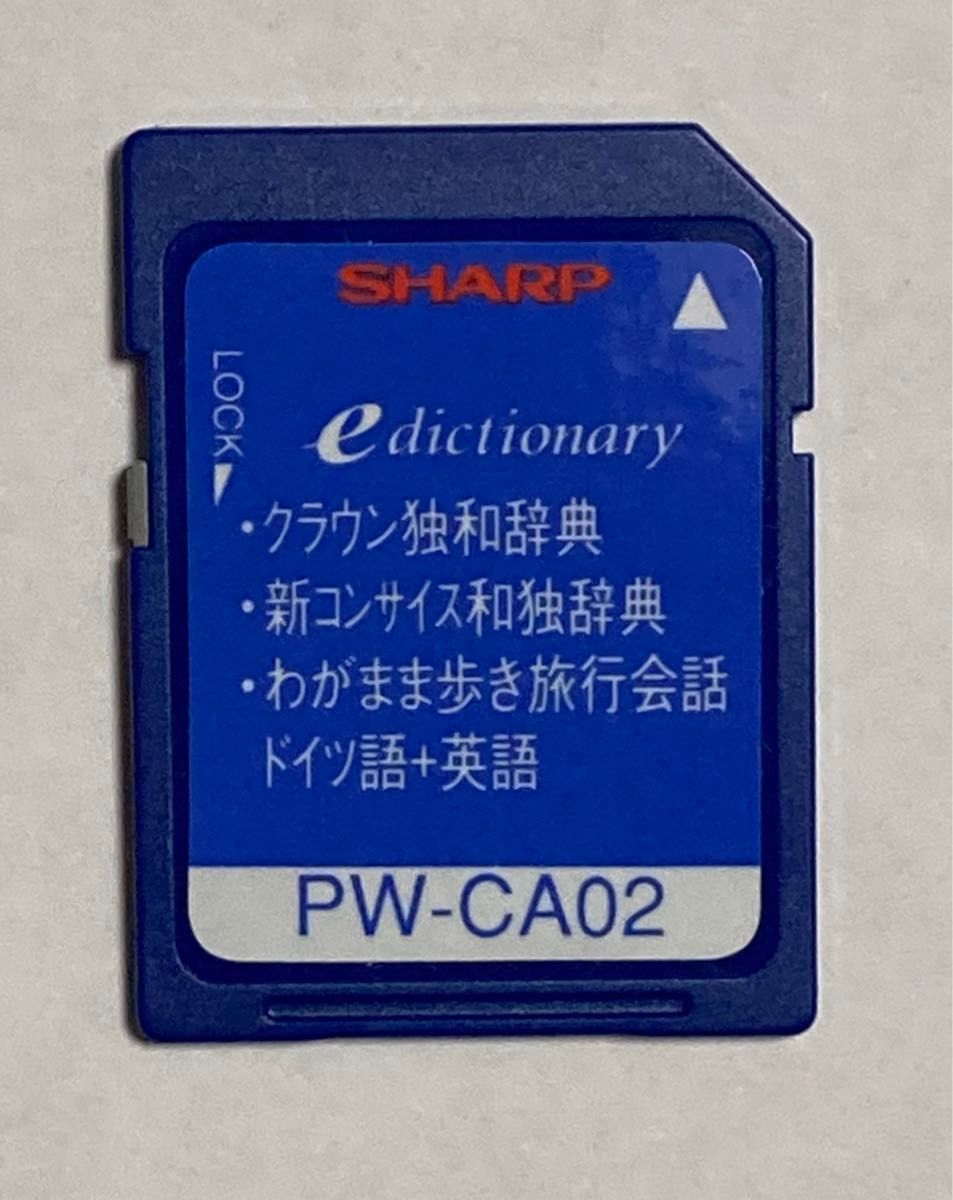 SHARP
LOCK
e dictionary
・クラウン独和辞典
・新コンサイス和独辞典
・わがまま歩き旅行会話
ドイツ語+英語
PW-CA02